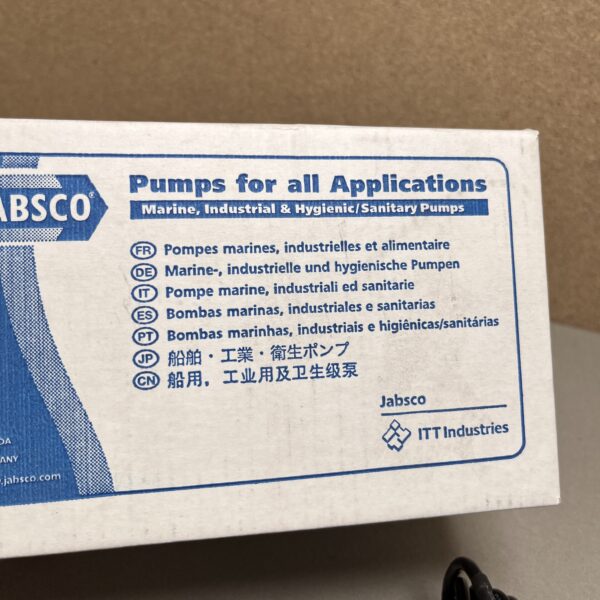 JABSCO®
Pumps for all Applications
Marine, Industrial & Hygienic/Sanitary Pumps
FR Pompes marines, industrielles et alimentaire
DE Marine-, industrielle und hygienische Pumpen
IT Pompe marine, industriali ed sanitarie
ES Bombas marinas, industriales e sanitarias
PT Bombas marinhas, industriais e higiênicas/sanitárias
JP 船舶・工業・衛生ポンプ
CN 船用，工业用及卫生级泵
Jabsco
ITT Industries
.jabsco.com